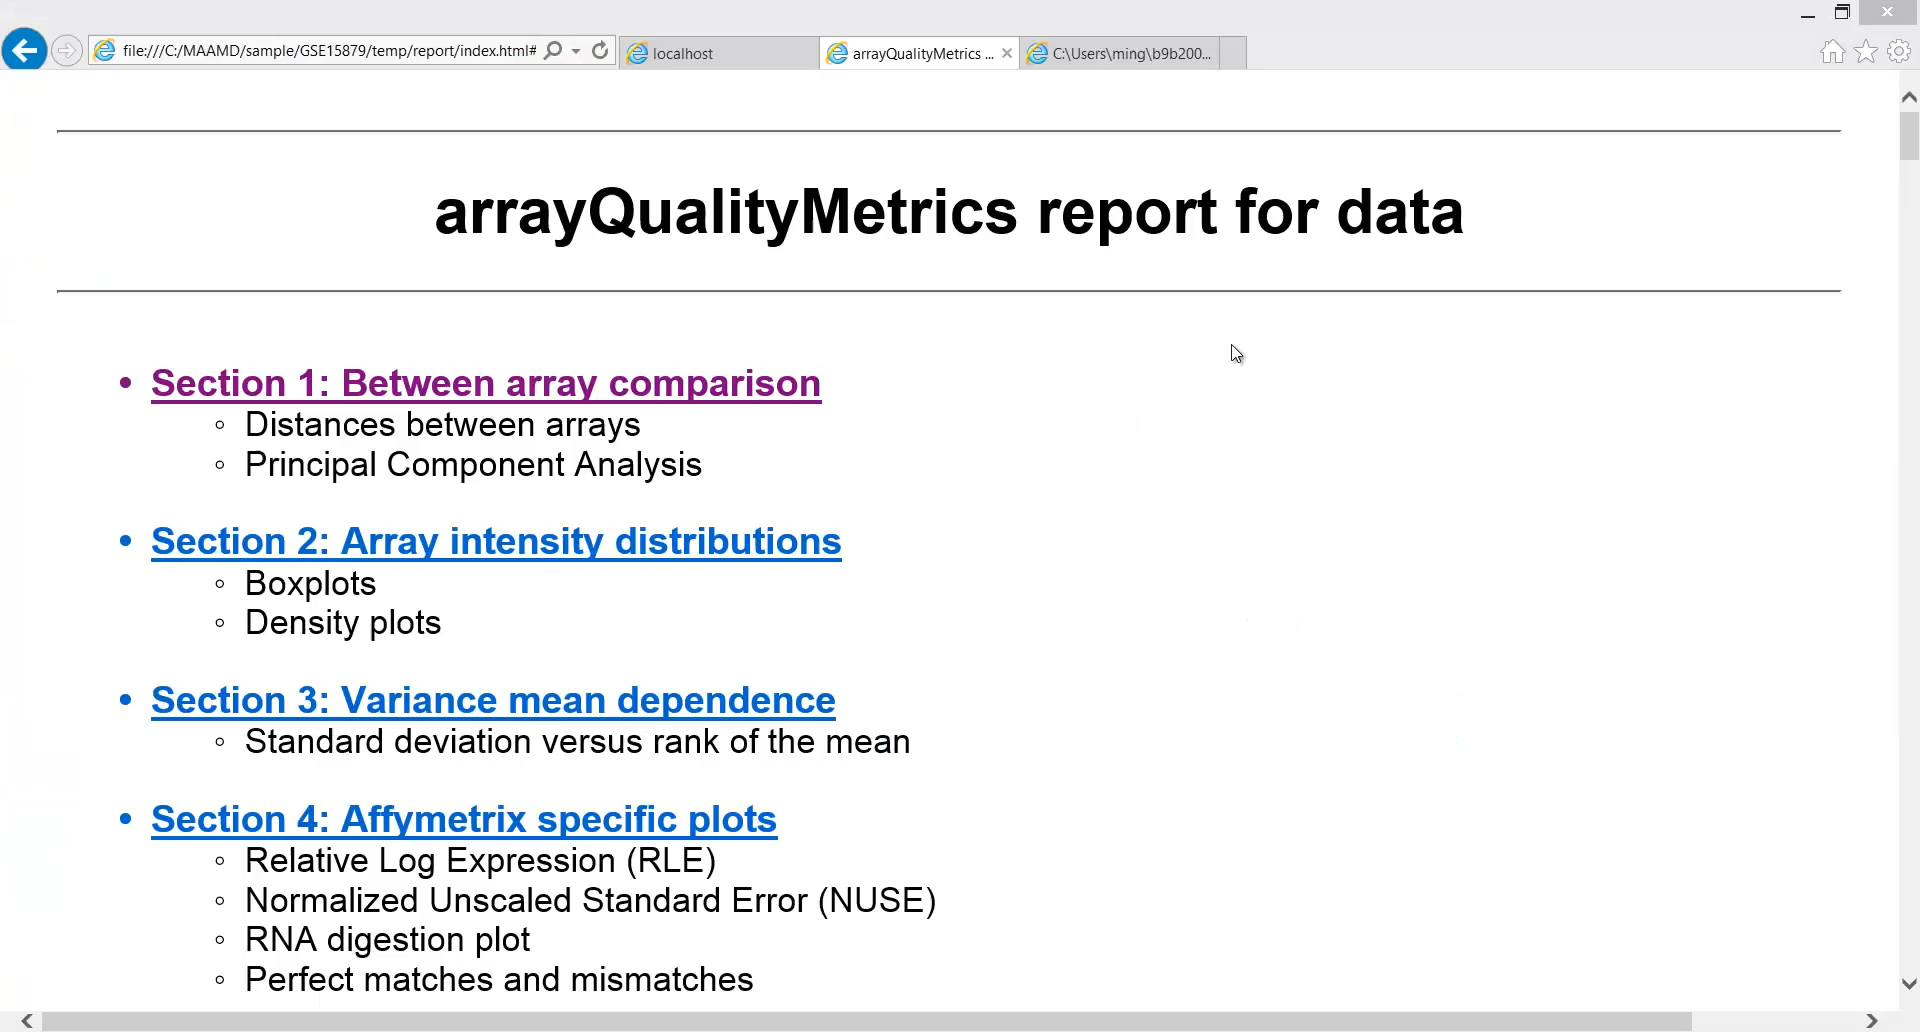 file:///C:/MAAMD/sample/GSE15879/temp/report/index.html#
localhost
arrayQualityMetrics ...
C:\Users\ming\b9b200...
arrayQualityMetrics report for data
• Section 1: Between array comparison
◦ Distances between arrays
◦ Principal Component Analysis
• Section 2: Array intensity distributions
◦ Boxplots
◦ Density plots
• Section 3: Variance mean dependence
◦ Standard deviation versus rank of the mean
• Section 4: Affymetrix specific plots
◦ Relative Log Expression (RLE)
◦ Normalized Unscaled Standard Error (NUSE)
◦ RNA digestion plot
◦ Perfect matches and mismatches